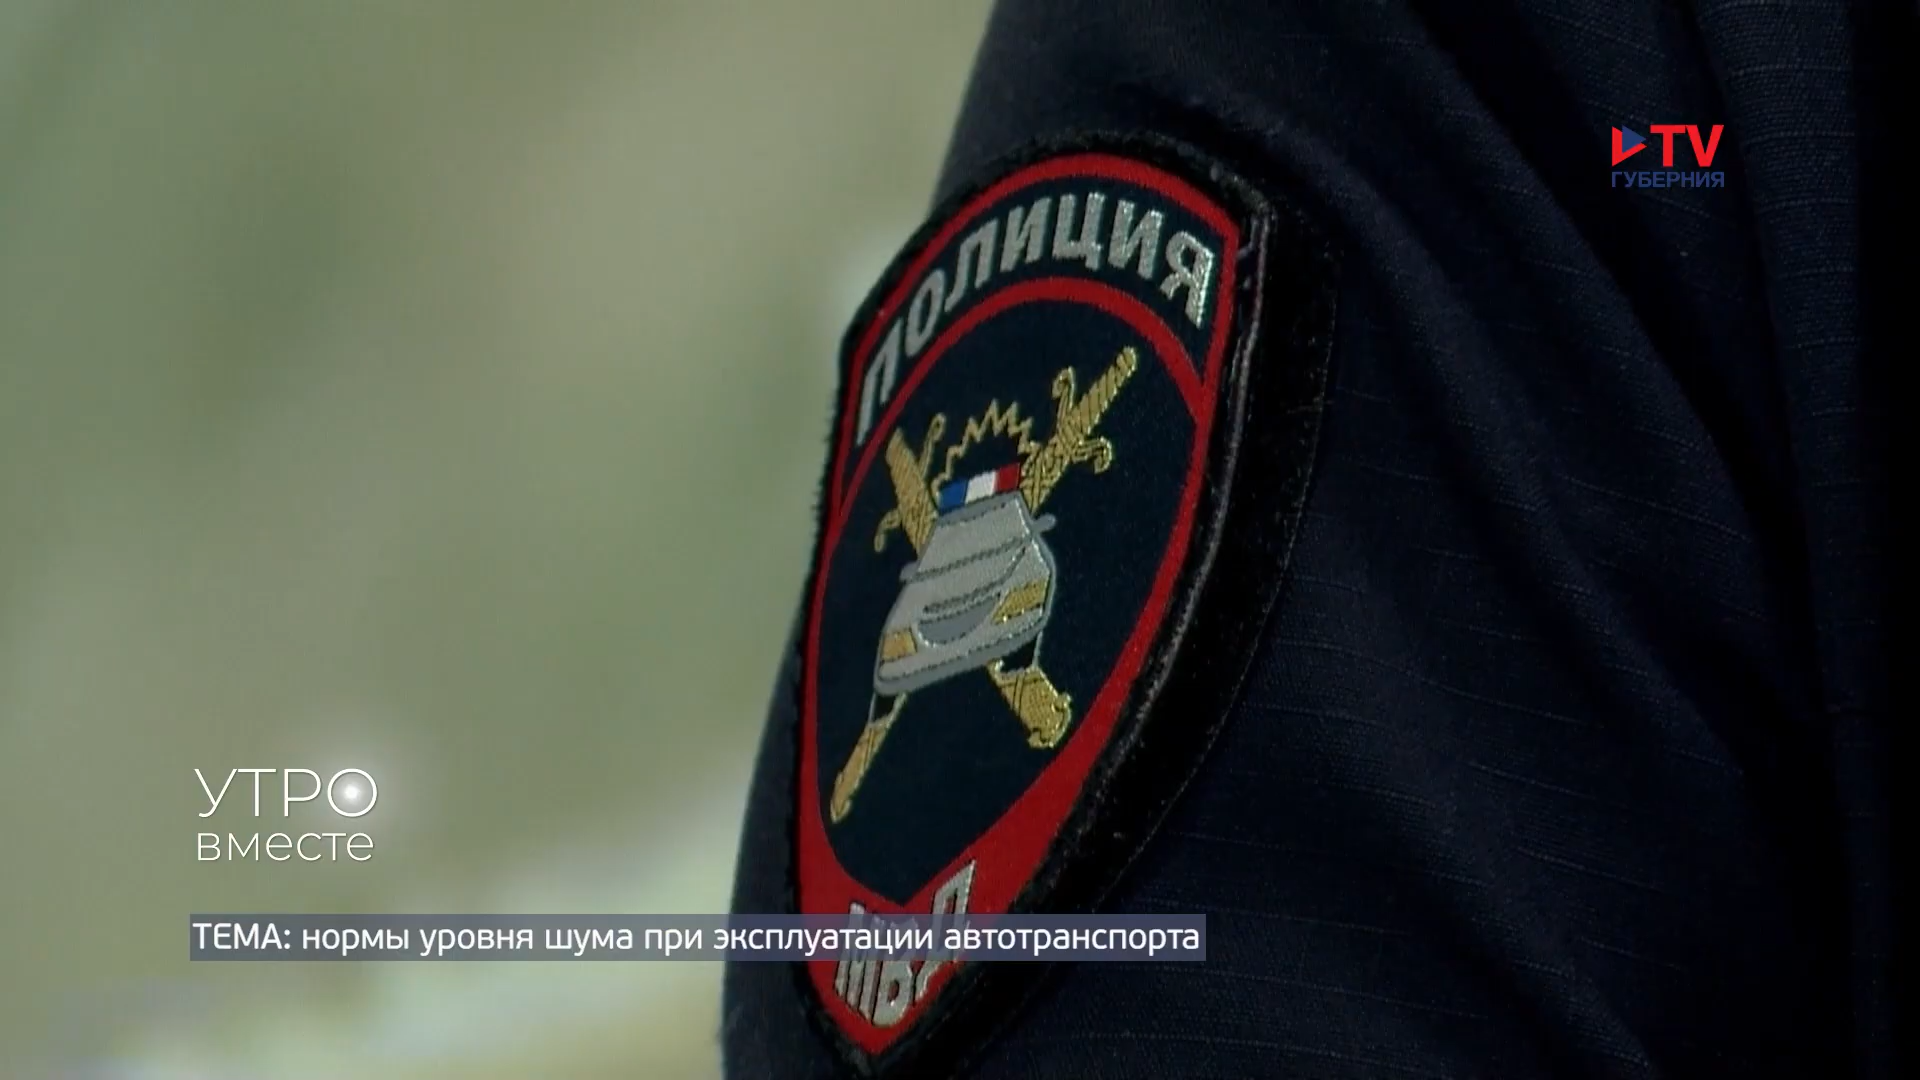 TV
ГУБЕРНИЯ
ПОЛИЦИЯ
УТРО
вместе
ТЕМА: нормы уровня шума при эксплуатации автотранспорта
МВД